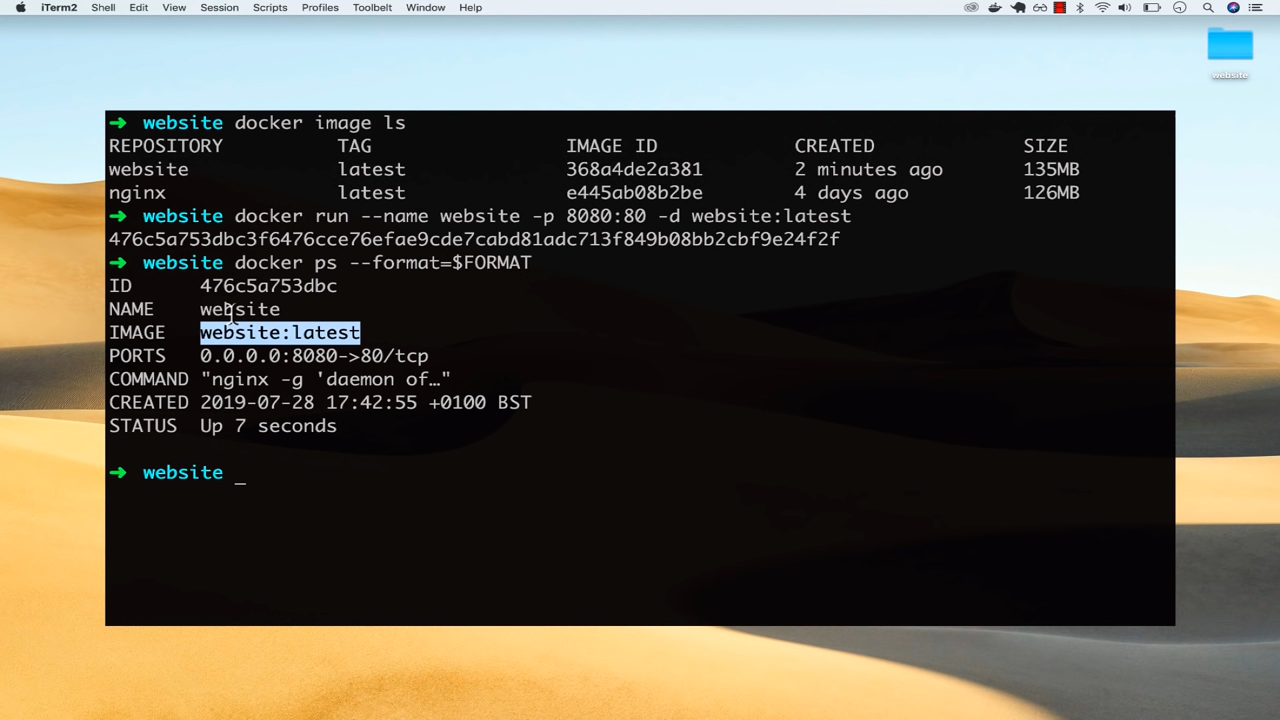 iTerm2 Shell Edit View Session Scripts Profiles Toolbelt Window Help
website
➜ website docker image ls
REPOSITORY TAG IMAGE ID CREATED SIZE
website latest 368a4de2a381 2 minutes ago 135MB
nginx latest e445ab08b2be 4 days ago 126MB
➜ website docker run --name website -p 8080:80 -d website:latest
476c5a753dbc3f6476cce76efae9cde7cabd81adc713f849b08bb2cbf9e24f2f
➜ website docker ps --format=$FORMAT
ID 476c5a753dbc
NAME website
IMAGE website:latest
PORTS 0.0.0.0:8080->80/tcp
COMMAND "nginx -g 'daemon of…"
CREATED 2019-07-28 17:42:55 +0100 BST
STATUS Up 7 seconds
➜ website _